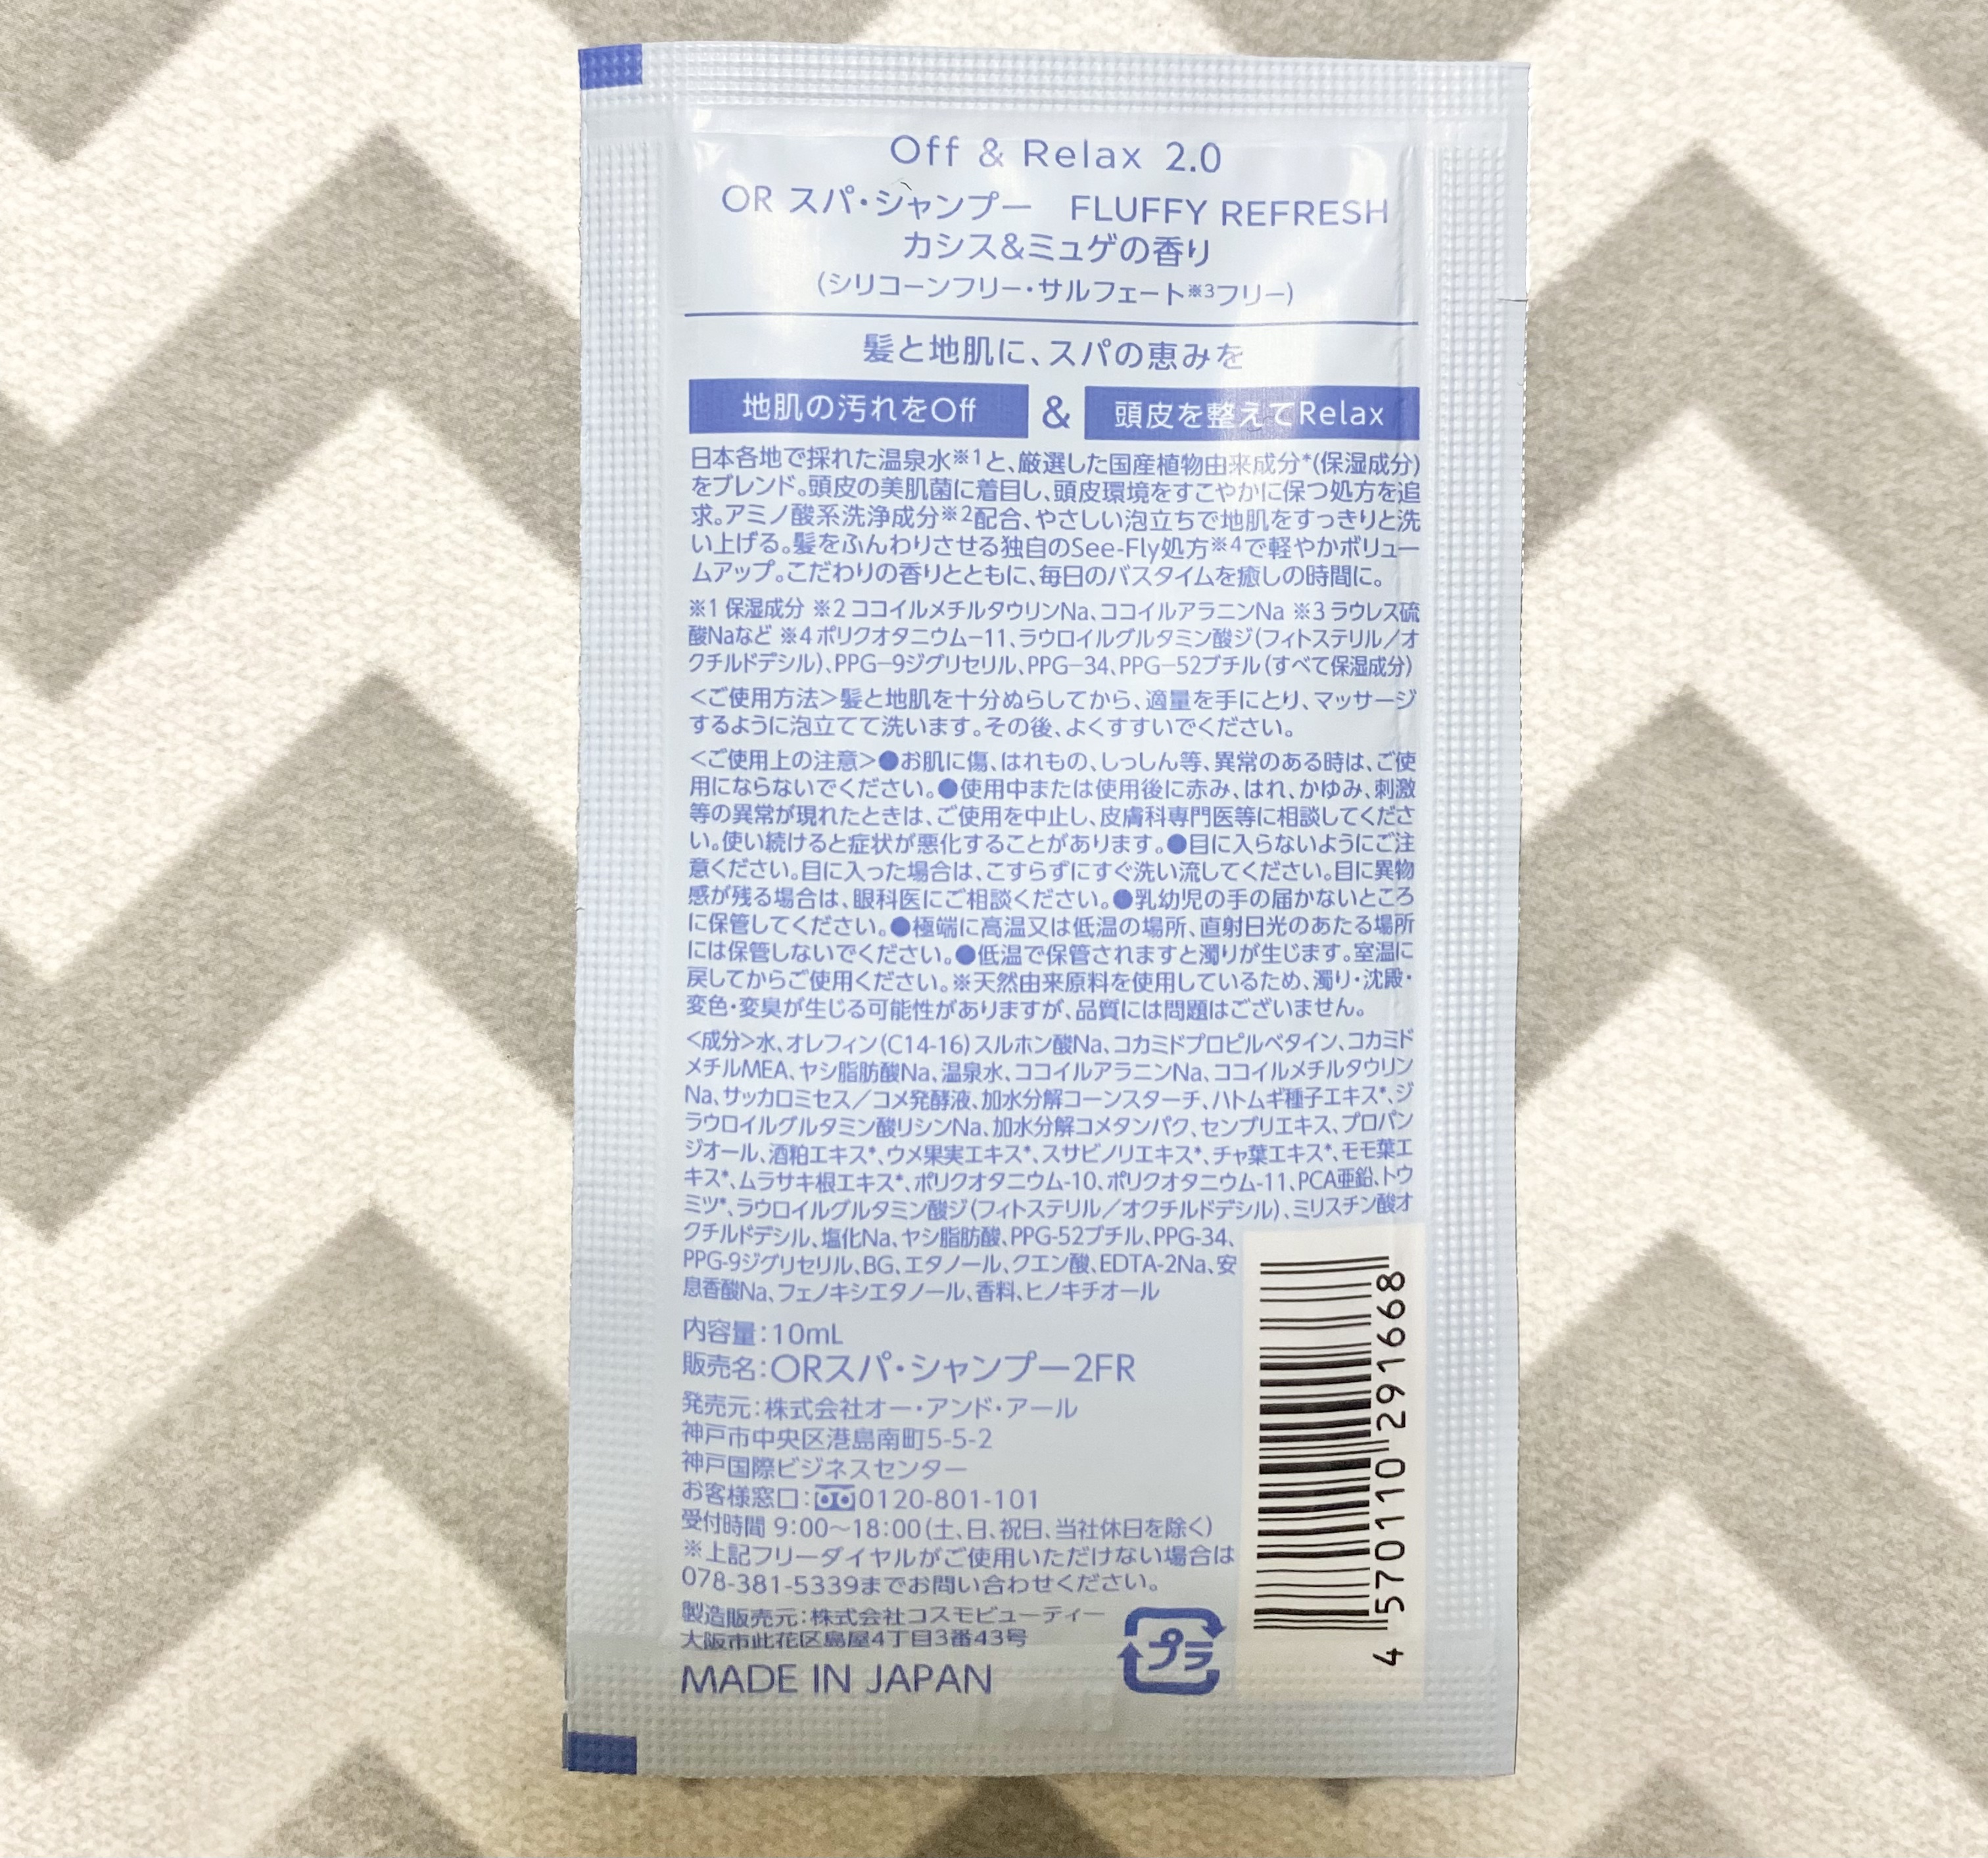 Off & Relax 2.0
OR スパ・シャンプー　FLUFFY REFRESH
カシス&ミュゲの香り
(シリコーンフリー・サルフェート※3フリー)
髪と地肌に、スパの恵みを
地肌の汚れをOff & 頭皮を整えてRelax
日本各地で採れた温泉水※1と、厳選した国産植物由来成分*(保湿成分)
をブレンド。頭皮の美肌菌に着目し、頭皮環境をすこやかに保つ処方を追
求。アミノ酸系洗浄成分※2配合、やさしい泡立ちで地肌をすっきりと洗
い上げる。髪をふんわりさせる独自のSee-Fly処方※4で軽やかボリュー
ムアップ。こだわりの香りとともに、毎日のバスタイムを癒しの時間に。
※1 保湿成分 ※2 ココイルメチルタウリンNa、ココイルアラニンNa ※3 ラウレス硫
酸Naなど ※4 ポリクオタニウム−11、ラウロイルグルタミン酸ジ(フィトステリル／オ
クチルドデシル)、PPG−9ジグリセリル、PPG−34、PPG−52ブチル(すべて保湿成分)
<ご使用方法>髪と地肌を十分ぬらしてから、適量を手にとり、マッサージ
するように泡立てて洗います。その後、よくすすいでください。
<ご使用上の注意>●お肌に傷、はれもの、しっしん等、異常のある時は、ご使
用にならないでください。●使用中または使用後に赤み、はれ、かゆみ、刺激
等の異常が現れたときは、ご使用を中止し、皮膚科専門医等に相談してくださ
い。使い続けると症状が悪化することがあります。●目に入らないようにご注
意ください。目に入った場合は、こすらずにすぐ洗い流してください。目に異物
感が残る場合は、眼科医にご相談ください。●乳幼児の手の届かないところ
に保管してください。●極端に高温又は低温の場所、直射日光のあたる場所
には保管しないでください。●低温で保管されますと濁りが生じます。室温に
戻してからご使用ください。※天然由来原料を使用しているため、濁り・沈殿・
変色・変臭が生じる可能性がありますが、品質には問題はございません。
<成分>水、オレフィン(C14-16)スルホン酸Na、コカミドプロピルベタイン、コカミド
メチルMEA、ヤシ脂肪酸Na、温泉水、ココイルアラニンNa、ココイルメチルタウリン
Na、サッカロミセス／コメ発酵液、加水分解コーンスターチ、ハトムギ種子エキス*、ジ
ラウロイルグルタミン酸リシンNa、加水分解コメタンパク、センブリエキス、プロパン
ジオール、酒粕エキス*、ウメ果実エキス*、スサビノリエキス*、チャ葉エキス*、モモ葉エ
キス*、ムラサキ根エキス*、ポリクオタニウム-10、ポリクオタニウム-11、PCA亜鉛、トウ
ミツ*、ラウロイルグルタミン酸ジ(フィトステリル／オクチルドデシル)、ミリスチン酸オ
クチルドデシル、塩化Na、ヤシ脂肪酸、PPG-52ブチル、PPG-34、
PPG-9ジグリセリル、BG、エタノール、クエン酸、EDTA-2Na、安
息香酸Na、フェノキシエタノール、香料、ヒノキチオール
内容量：10mL
販売名：ORスパ・シャンプー2FR
発売元：株式会社オー・アンド・アール
神戸市中央区港島南町5-5-2
神戸国際ビジネスセンター
お客様窓口：0120-801-101
受付時間 9：00〜18：00(土、日、祝日、当社休日を除く)
※上記フリーダイヤルがご使用いただけない場合は
078-381-5339までお問い合わせください。
製造販売元：株式会社コスモビューティー
大阪市此花区島屋4丁目3番43号
MADE IN JAPAN
プラ
4 570110 291668